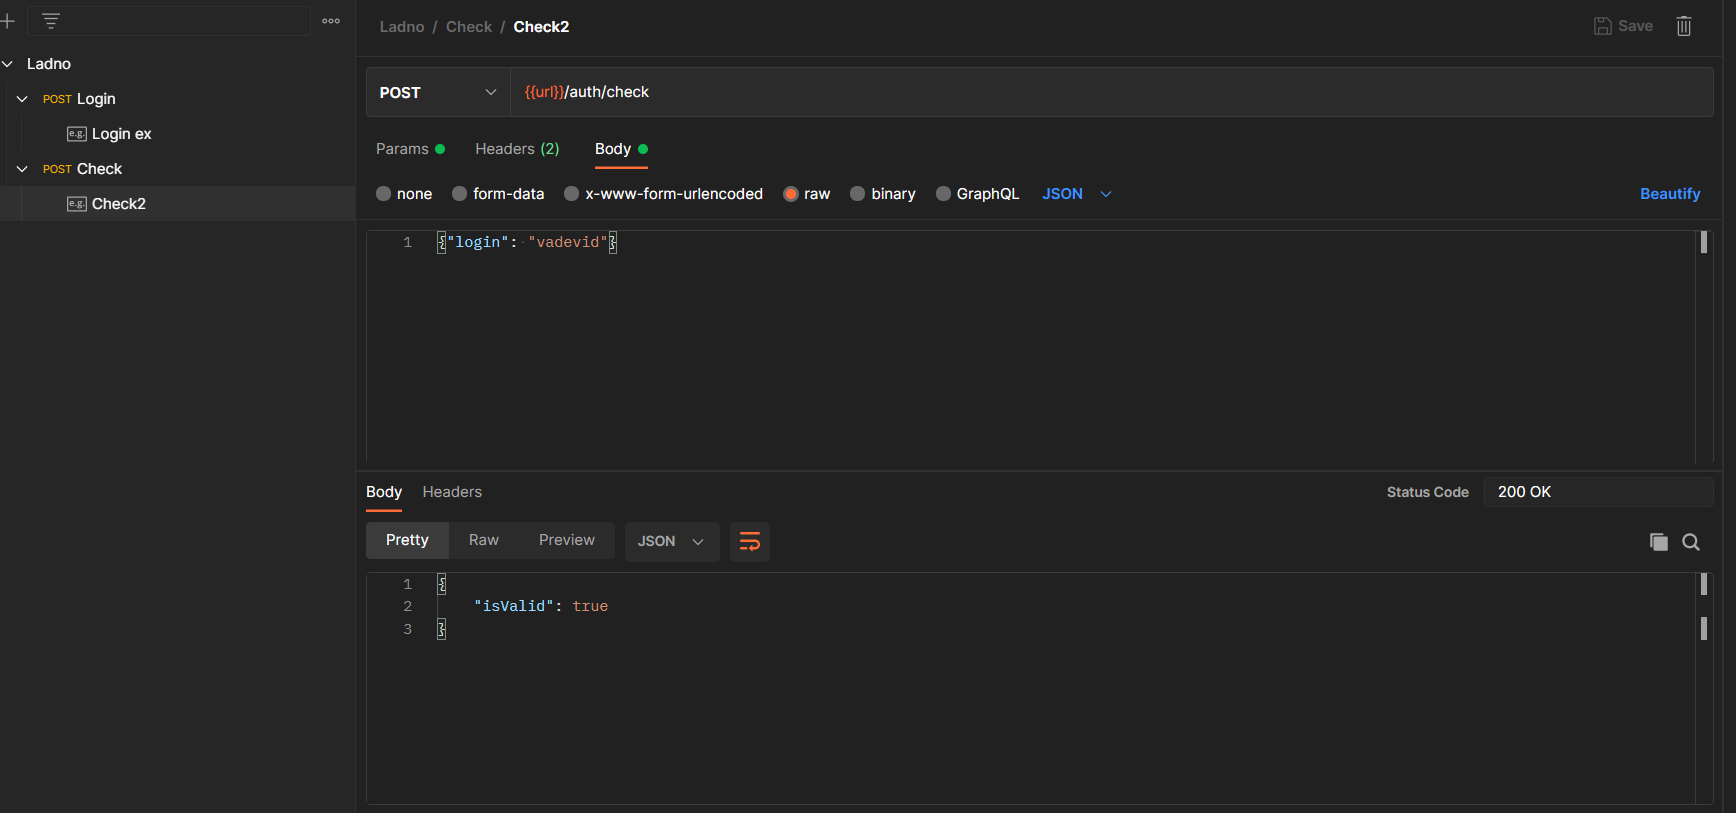 Ladno
POST Login
e.g. Login ex
POST Check
e.g. Check2
Ladno / Check / Check2
Save
POST
{{url}}/auth/check
Params
Headers (2)
Body
none
form-data
x-www-form-urlencoded
raw
binary
GraphQL
JSON
Beautify
1 {"login": "vadevid"}
Body
Headers
Status Code
200 OK
Pretty
Raw
Preview
JSON
1 {
2 "isValid": true
3 }